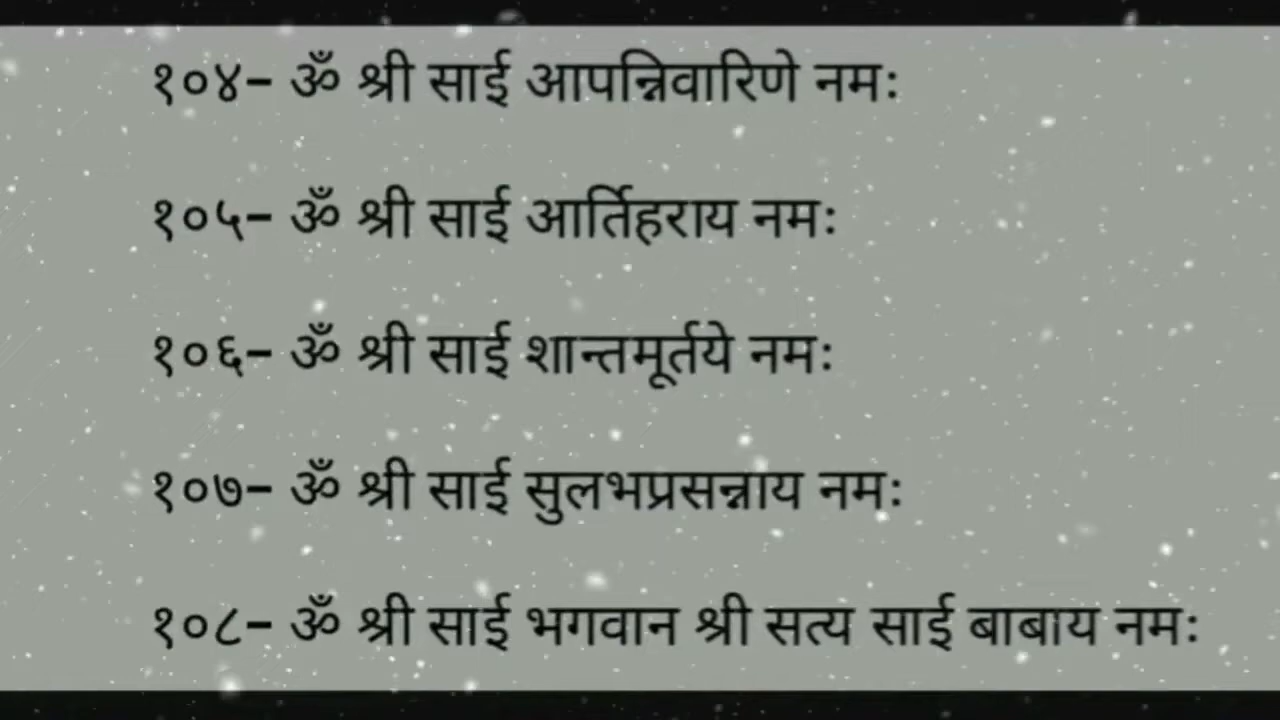 १०४– ॐ श्री साई आपन्निवारिणे नमः
१०५– ॐ श्री साई आर्तिहराय नमः
१०६– ॐ श्री साई शान्तमूर्तये नमः
१०७– ॐ श्री साई सुलभप्रसन्नाय नमः
१०८– ॐ श्री साई भगवान श्री सत्य साई बाबाय नमः